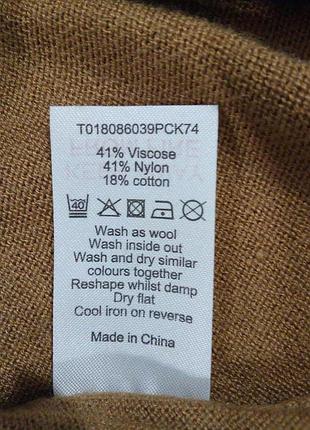 T018086039PCK74
41% Viscose
41% Nylon
18% cotton
40
Wash as wool
Wash inside out
Wash and dry similar
colours together
Reshape whilst damp
Dry flat
Cool iron on reverse
Made in China